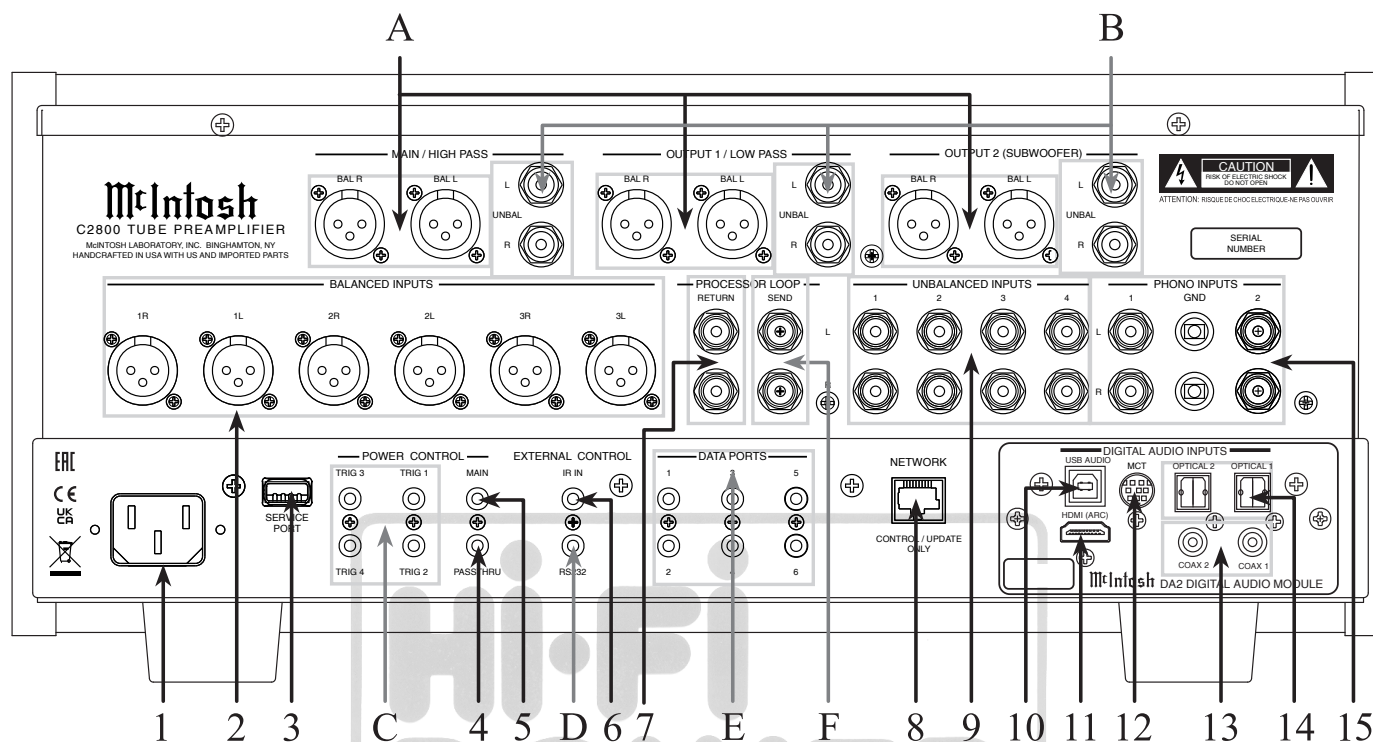 A B
MAIN / HIGH PASS OUTPUT 1 / LOW PASS OUTPUT 2 (SUBWOOFER)
BAL R BAL L L BAL R BAL L L BAL R BAL L L
UNBAL UNBAL UNBAL
R R R
CAUTION
RISK OF ELECTRIC SHOCK
DO NOT OPEN
ATTENTION: RISQUE DE CHOC ELECTRIQUE-NE PAS OUVRIR
McIntosh
C2800 TUBE PREAMPLIFIER
McINTOSH LABORATORY, INC. BINGHAMTON, NY
HANDCRAFTED IN USA WITH US AND IMPORTED PARTS
SERIAL
NUMBER
BALANCED INPUTS PROCESSOR LOOP UNBALANCED INPUTS PHONO INPUTS
1R 1L 2R 2L 3R 3L RETURN SEND 1 2 3 4 1 GND 2
L L
R R
EAC
CE
UK
CA
SERVICE
PORT
POWER CONTROL EXTERNAL CONTROL DATA PORTS
TRIG 3 TRIG 1 MAIN IR IN 1 3 5
TRIG 4 TRIG 2 PASSTHRU RS232 2 4 6
NETWORK
CONTROL / UPDATE
ONLY
DIGITAL AUDIO INPUTS
USB AUDIO MCT OPTICAL 2 OPTICAL 1
HDMI (ARC)
COAX 2 COAX 1
McIntosh DA2 DIGITAL AUDIO MODULE
Hi-Fi
1 2 3 C 4 5 D 6 7 E F 8 9 10 11 12 13 14 15